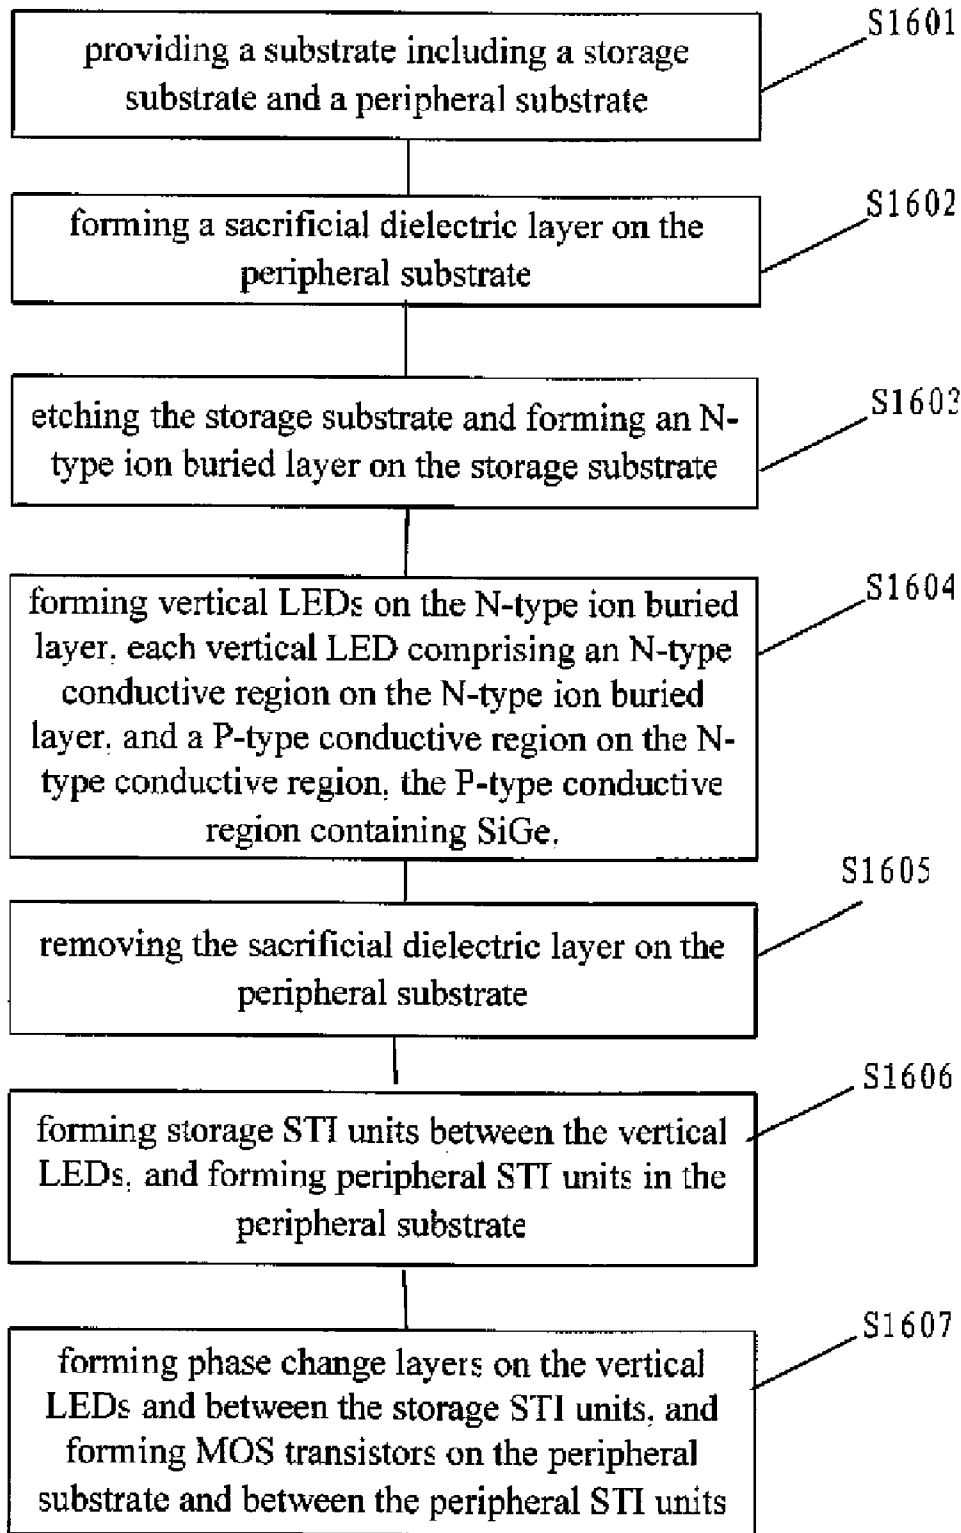 S1601
providing a substrate including a storage
substrate and a peripheral substrate
S1602
forming a sacrificial dielectric layer on the
peripheral substrate
S1603
etching the storage substrate and forming an N-
type ion buried layer on the storage substrate
S1604
forming vertical LEDs on the N-type ion buried
layer, each vertical LED comprising an N-type
conductive region on the N-type ion buried
layer, and a P-type conductive region on the N-
type conductive region, the P-type conductive
region containing SiGe.
S1605
removing the sacrificial dielectric layer on the
peripheral substrate
S1606
forming storage STI units between the vertical
LEDs, and forming peripheral STI units in the
peripheral substrate
S1607
forming phase change layers on the vertical
LEDs and between the storage STI units, and
forming MOS transistors on the peripheral
substrate and between the peripheral STI units